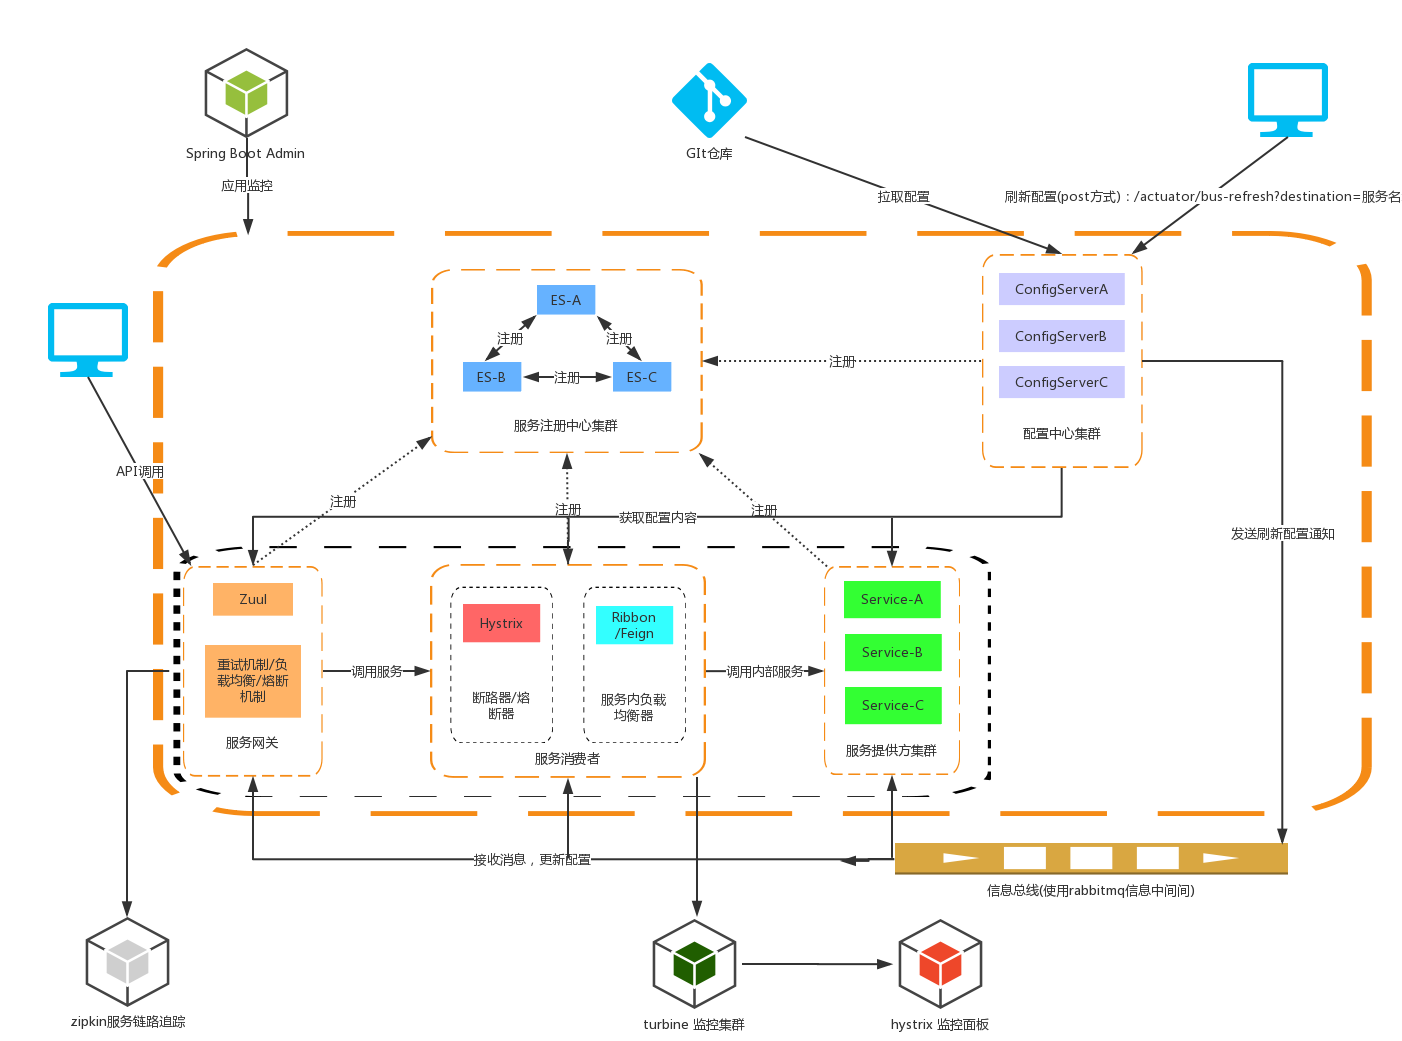 Spring Boot Admin
应用监控
GIt仓库
拉取配置
刷新配置(post方式)：/actuator/bus-refresh?destination=服务名
ES-A
注册
注册
ES-B
注册
ES-C
服务注册中心集群
注册
ConfigServerA
ConfigServerB
ConfigServerC
配置中心集群
API调用
注册
注册
注册
获取配置内容
发送刷新配置通知
Zuul
重试机制/负
载均衡/熔断
机制
服务网关
调用服务
Hystrix
断路器/熔
断器
Ribbon
/Feign
服务内负载
均衡器
服务消费者
调用内部服务
Service-A
Service-B
Service-C
服务提供方集群
接收消息，更新配置
信息总线(使用rabbitmq信息中间间)
zipkin服务链路追踪
turbine 监控集群
hystrix 监控面板